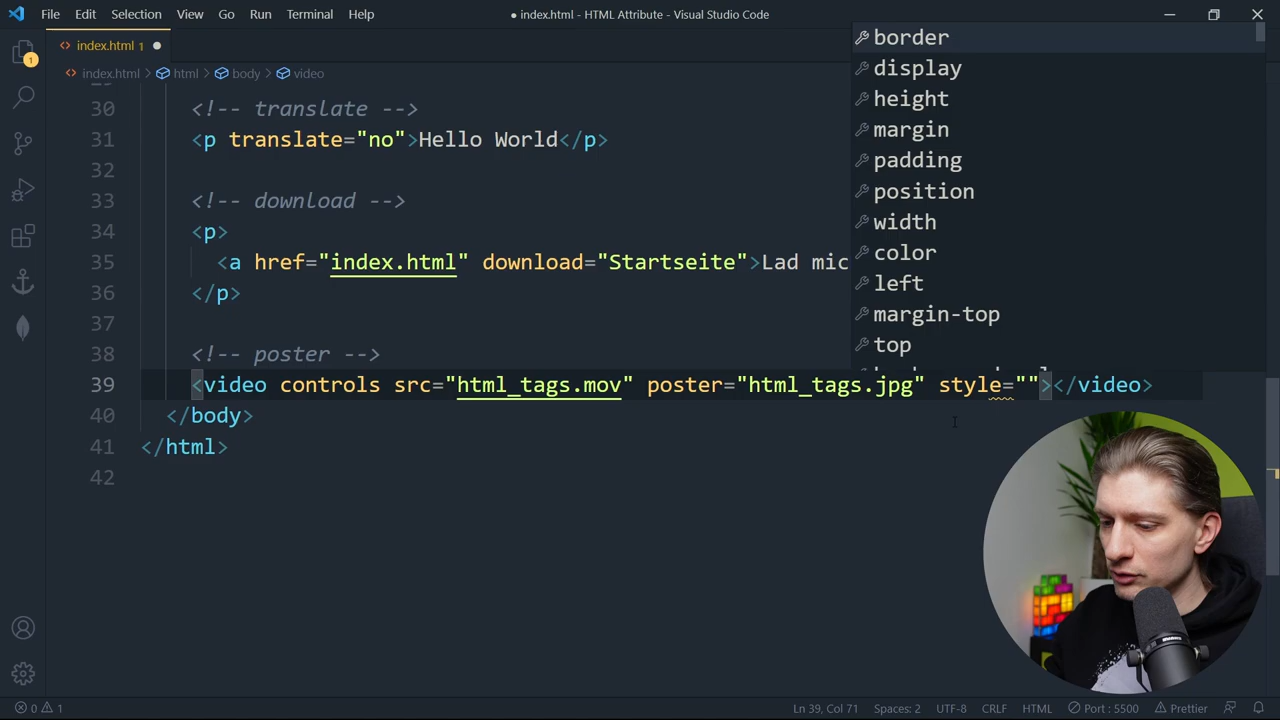 File Edit Selection View Go Run Terminal Help
● index.html - HTML Attribute - Visual Studio Code
index.html 1 ●
index.html > html > body > video
30 <!-- translate -->
31 <p translate="no">Hello World</p>
32
33 <!-- download -->
34 <p>
35 <a href="index.html" download="Startseite">Lad mic
36 </p>
37
38 <!-- poster -->
39 <video controls src="html_tags.mov" poster="html_tags.jpg" style=""></video>
40 </body>
41 </html>
42
border
display
height
margin
padding
position
width
color
left
margin-top
top
0 1
Ln 39, Col 71 Spaces: 2 UTF-8 CRLF HTML Port : 5500 Prettier